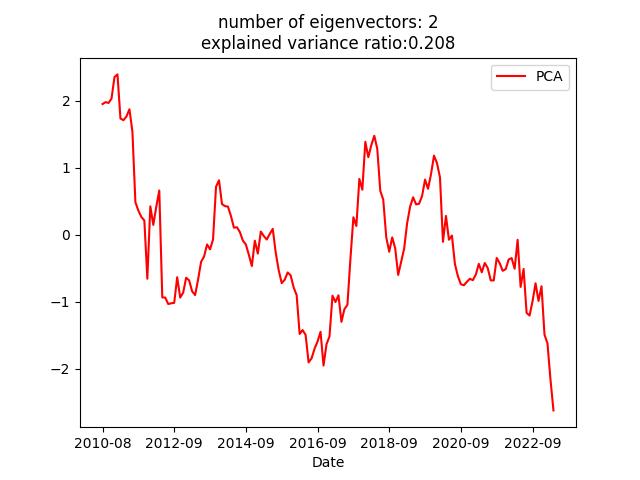 number of eigenvectors: 2
explained variance ratio:0.208
PCA
2
1
0
−1
−2
2010-08 2012-09 2014-09 2016-09 2018-09 2020-09 2022-09
Date